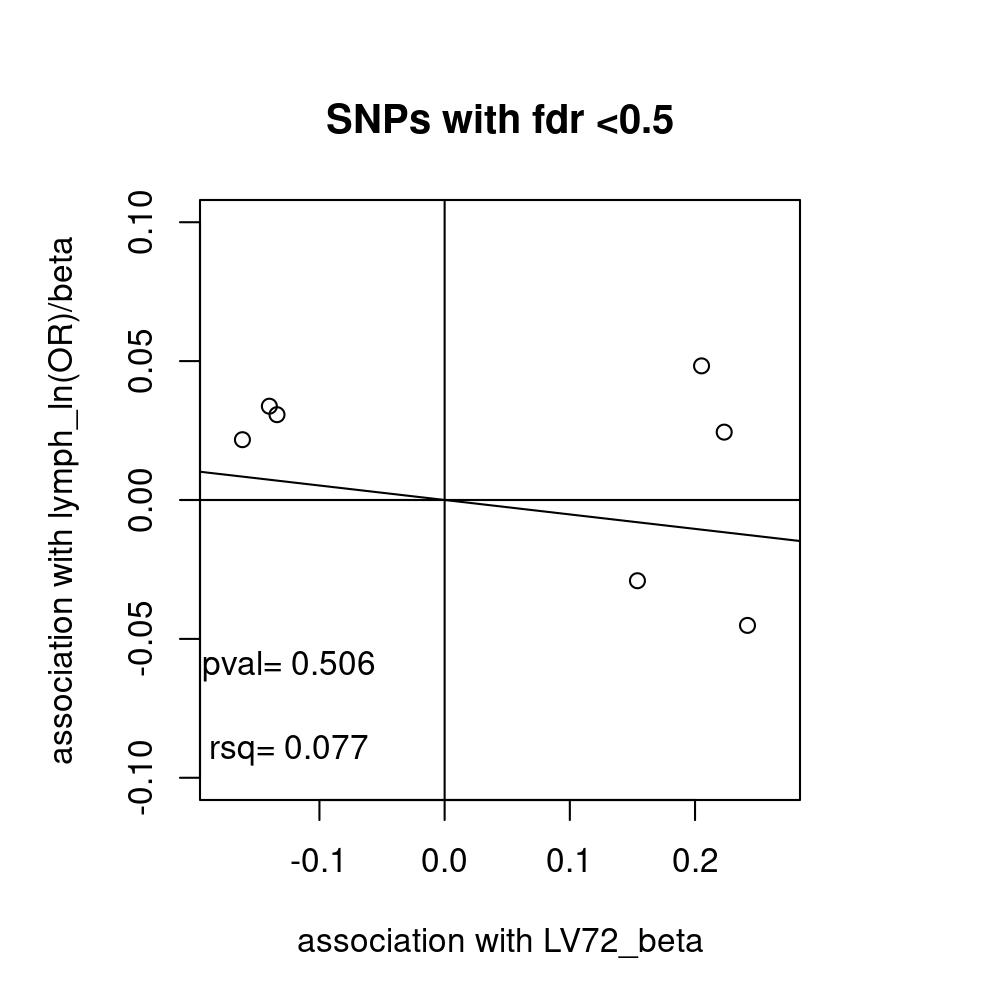 SNPs with fdr <0.5
association with lymph_ln(OR)/beta
0.10
0.05
0.00
-0.05
-0.10
pval= 0.506
rsq= 0.077
-0.1 0.0 0.1 0.2
association with LV72_beta